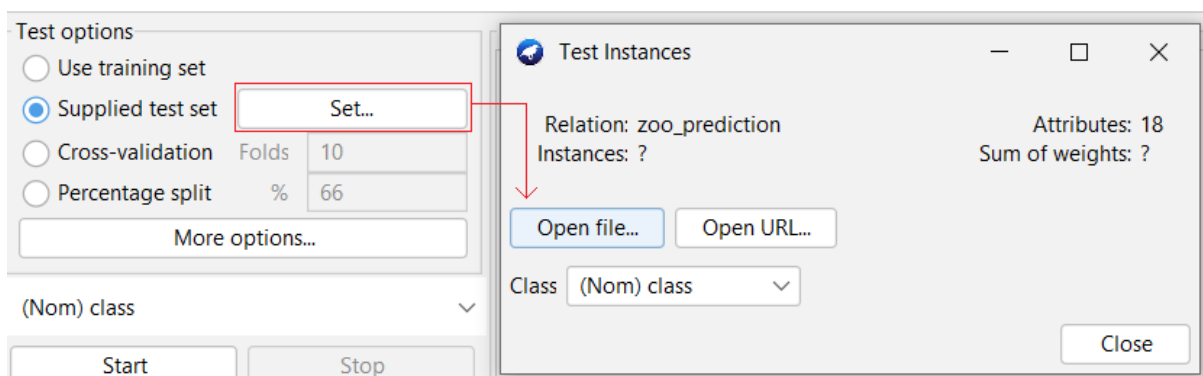 Test options
Use training set
Supplied test set Set...
Cross-validation Folds 10
Percentage split % 66
More options...
(Nom) class
Start Stop
Test Instances
Relation: zoo_prediction Attributes: 18
Instances: ? Sum of weights: ?
Open file... Open URL...
Class (Nom) class
Close